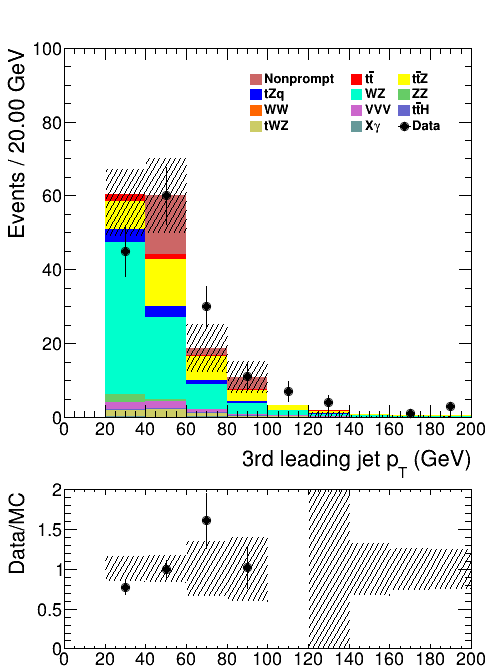 Events / 20.00 GeV
100
80
60
40
20
0
Nonprompt tt̄ tt̄Z
tZq WZ ZZ
WW VVV tt̄H
tWZ Xγ Data
0 20 40 60 80 100 120 140 160 180 200
3rd leading jet p_T (GeV)
Data/MC
2
1.5
1
0.5
0
0 20 40 60 80 100 120 140 160 180 200